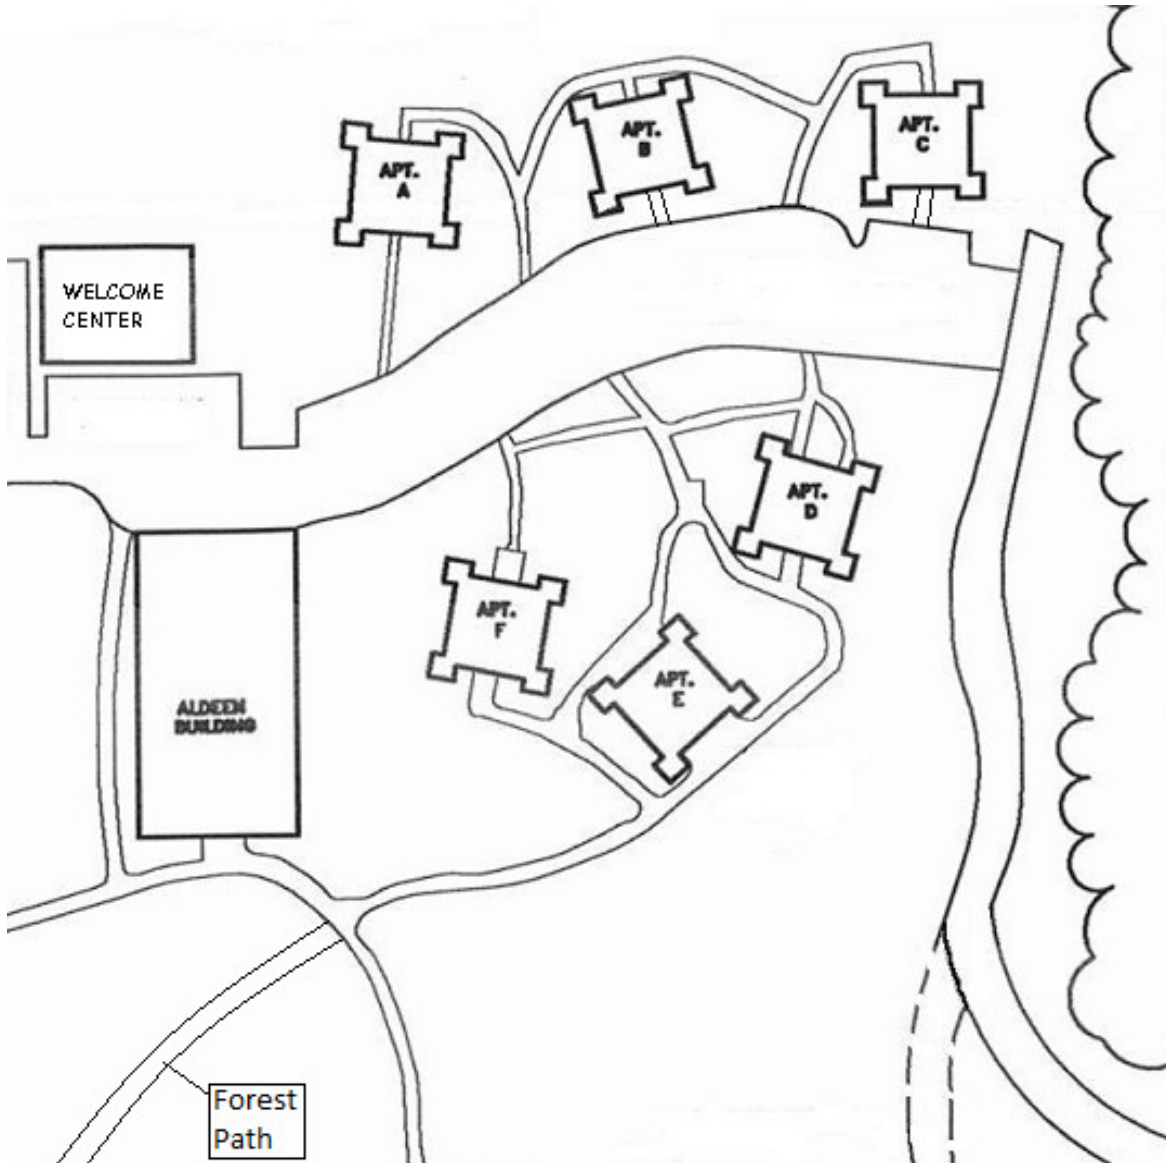 APT.
B
APT.
C
APT.
A
WELCOME
CENTER
APT.
D
APT.
F
APT.
E
ALDEEN
BUILDING
Forest
Path